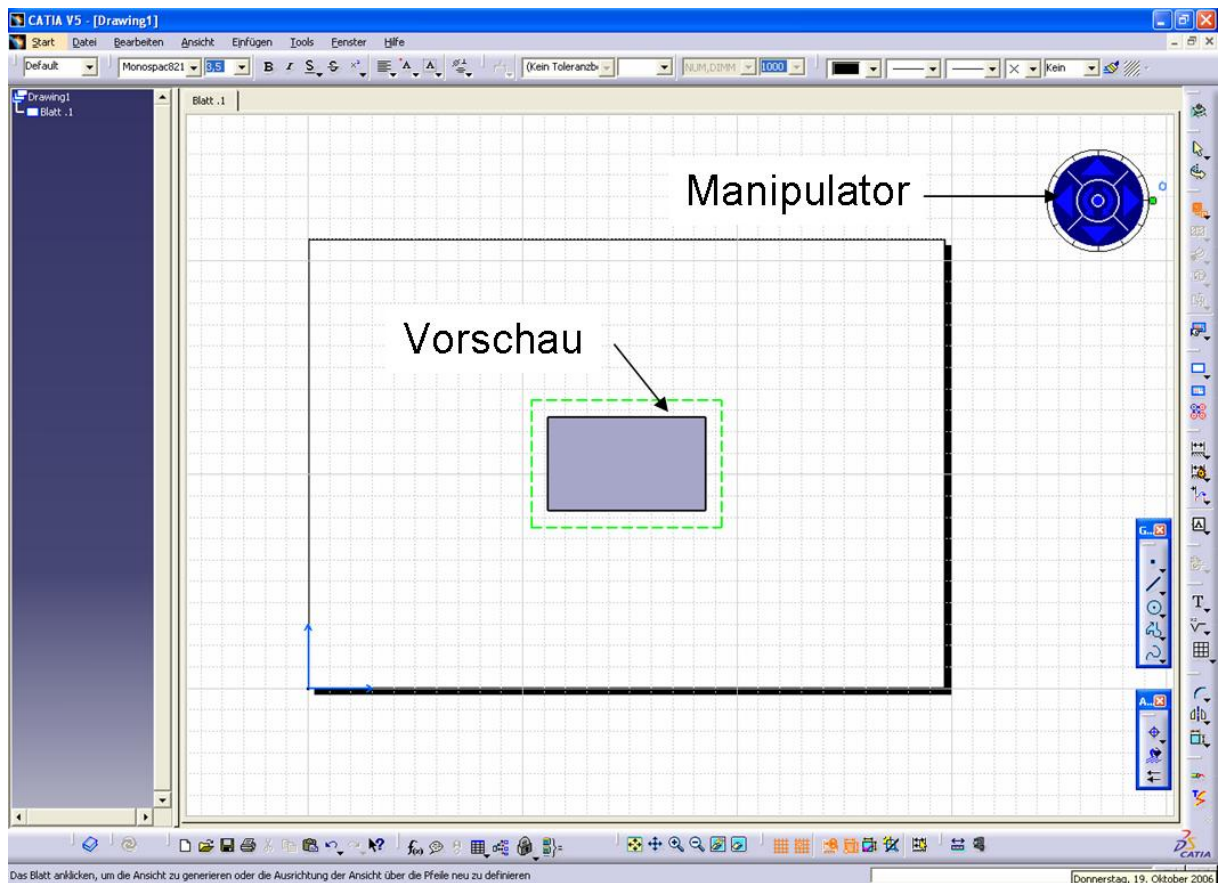 CATIA V5 - [Drawing1]
Start Datei Bearbeiten Ansicht Einfügen Tools Fenster Hilfe
Default Monospac821 3,5 B I S S (Kein Toleranzb NUM,DIMM 1000 Kein
Drawing1
Blatt .1
Blatt .1
Manipulator
Vorschau
G...
A...
CATIA
Das Blatt anklicken, um die Ansicht zu generieren oder die Ausrichtung der Ansicht über die Pfeile neu zu definieren
Donnerstag, 19. Oktober 2006